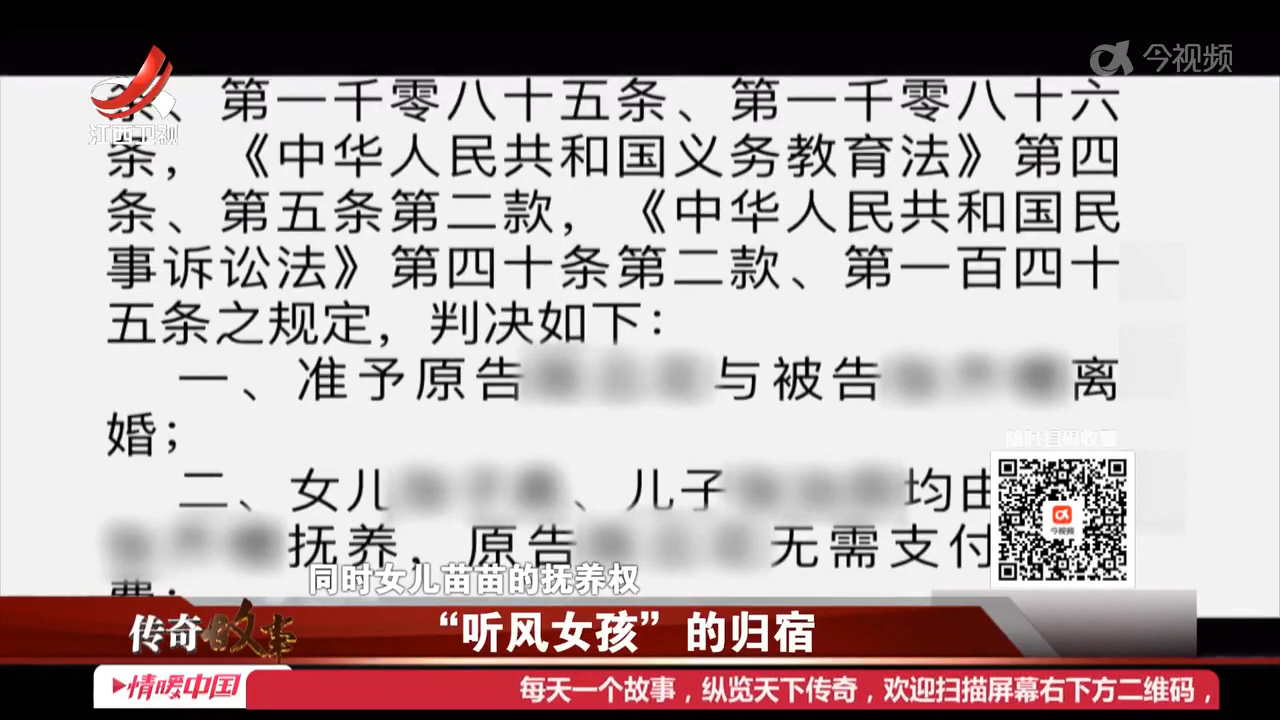 今视频
江西卫视
条、第一千零八十五条、第一千零八十六
条，《中华人民共和国义务教育法》第四
条、第五条第二款，《中华人民共和国民
事诉讼法》第四十条第二款、第一百四十
五条之规定，判决如下：
一、准予原告 与被告 离
婚；
二、女儿 、儿子 均由
抚养，原告 无需支付
费；
随时扫码收看
今视频
同时女儿苗苗的抚养权
传奇故事
“听风女孩”的归宿
情暖中国
每天一个故事，纵览天下传奇，欢迎扫描屏幕右下方二维码，